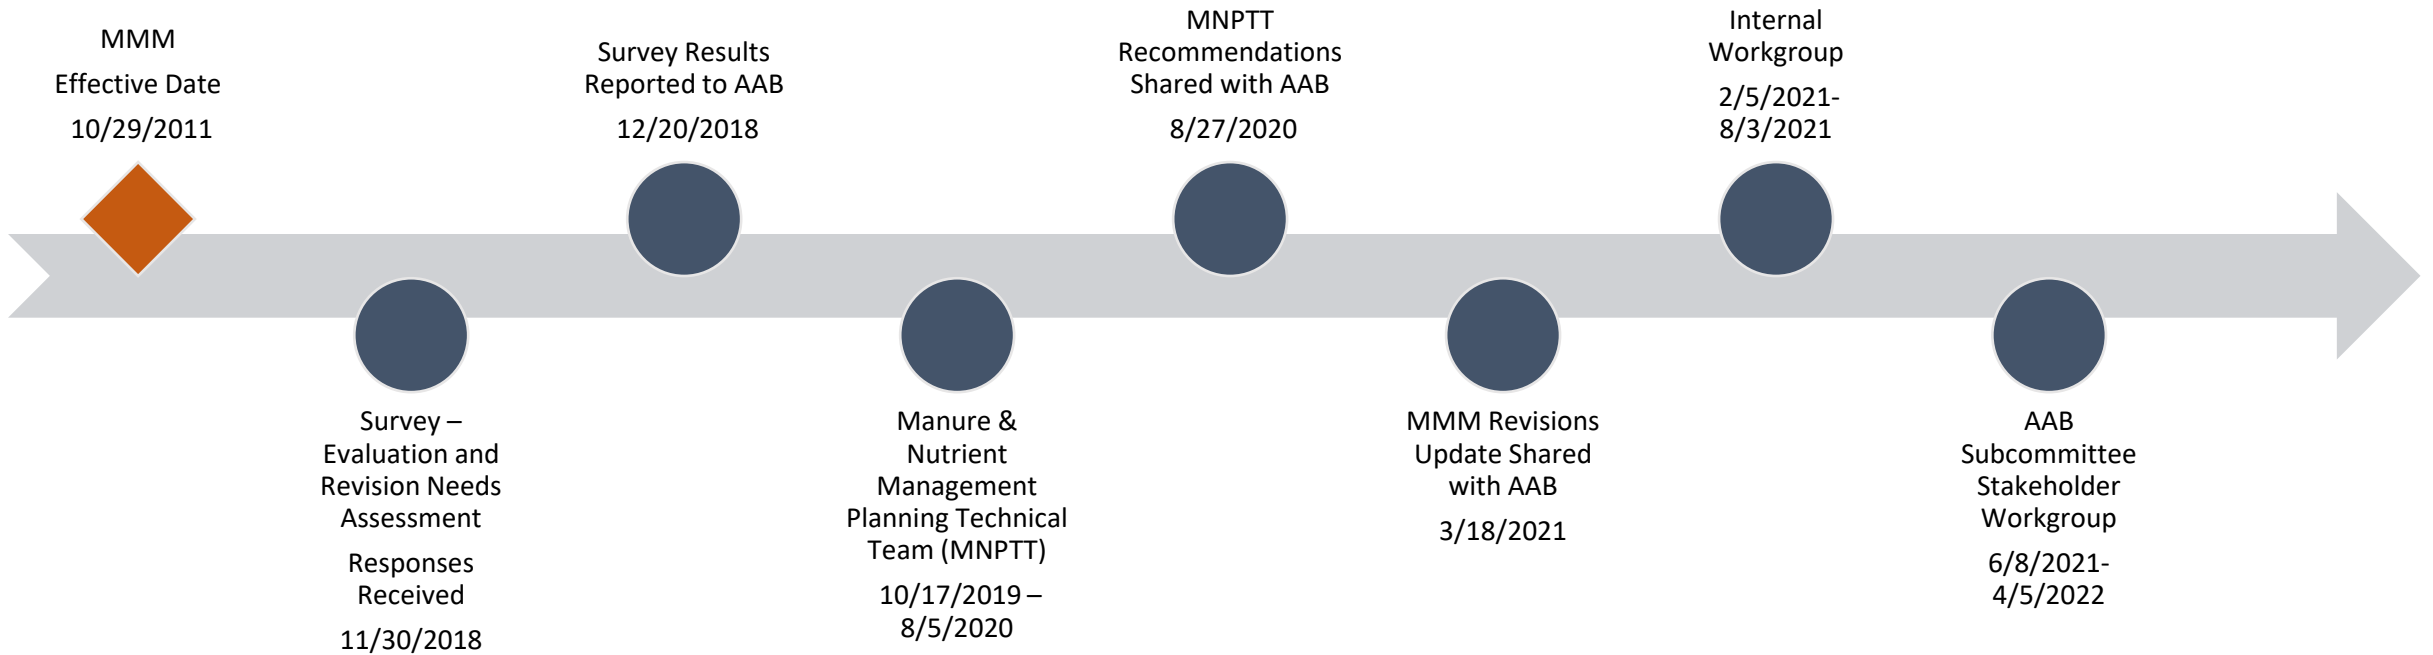 MMM
Effective Date
10/29/2011
Survey –
Evaluation and
Revision Needs
Assessment
Responses
Received
11/30/2018
Survey Results
Reported to AAB
12/20/2018
Manure &
Nutrient
Management
Planning Technical
Team (MNPTT)
10/17/2019 –
8/5/2020
MNPTT
Recommendations
Shared with AAB
8/27/2020
MMM Revisions
Update Shared
with AAB
3/18/2021
Internal
Workgroup
2/5/2021-
8/3/2021
AAB
Subcommittee
Stakeholder
Workgroup
6/8/2021-
4/5/2022